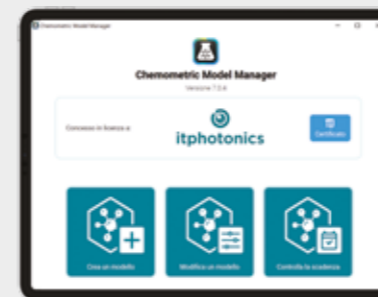 Chemometric Model Manager
Chemometric Model Manager
Versione 7.0.4
Concesso in licenza a:
itphotonics
Certificato
Crea un modello
Modifica un modello
Controlla la scadenza